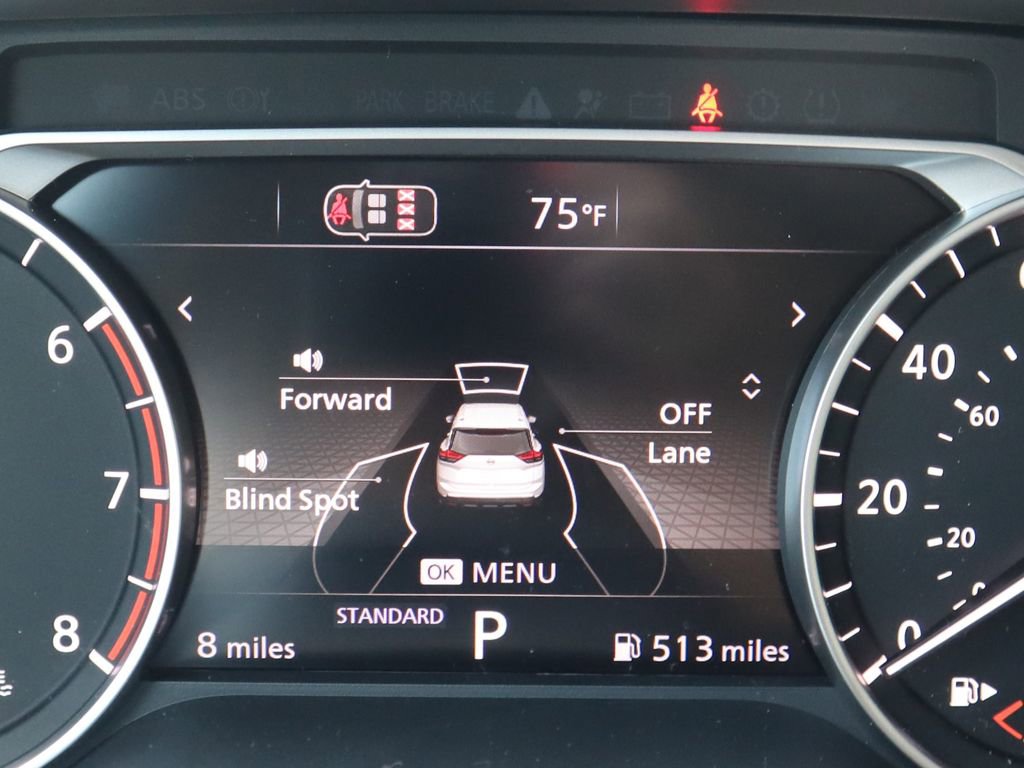 ABS
PARK BRAKE
75°F
6
7
8
Forward
Blind Spot
OFF
Lane
OK MENU
STANDARD
P
8 miles
513 miles
40
60
20
20
0